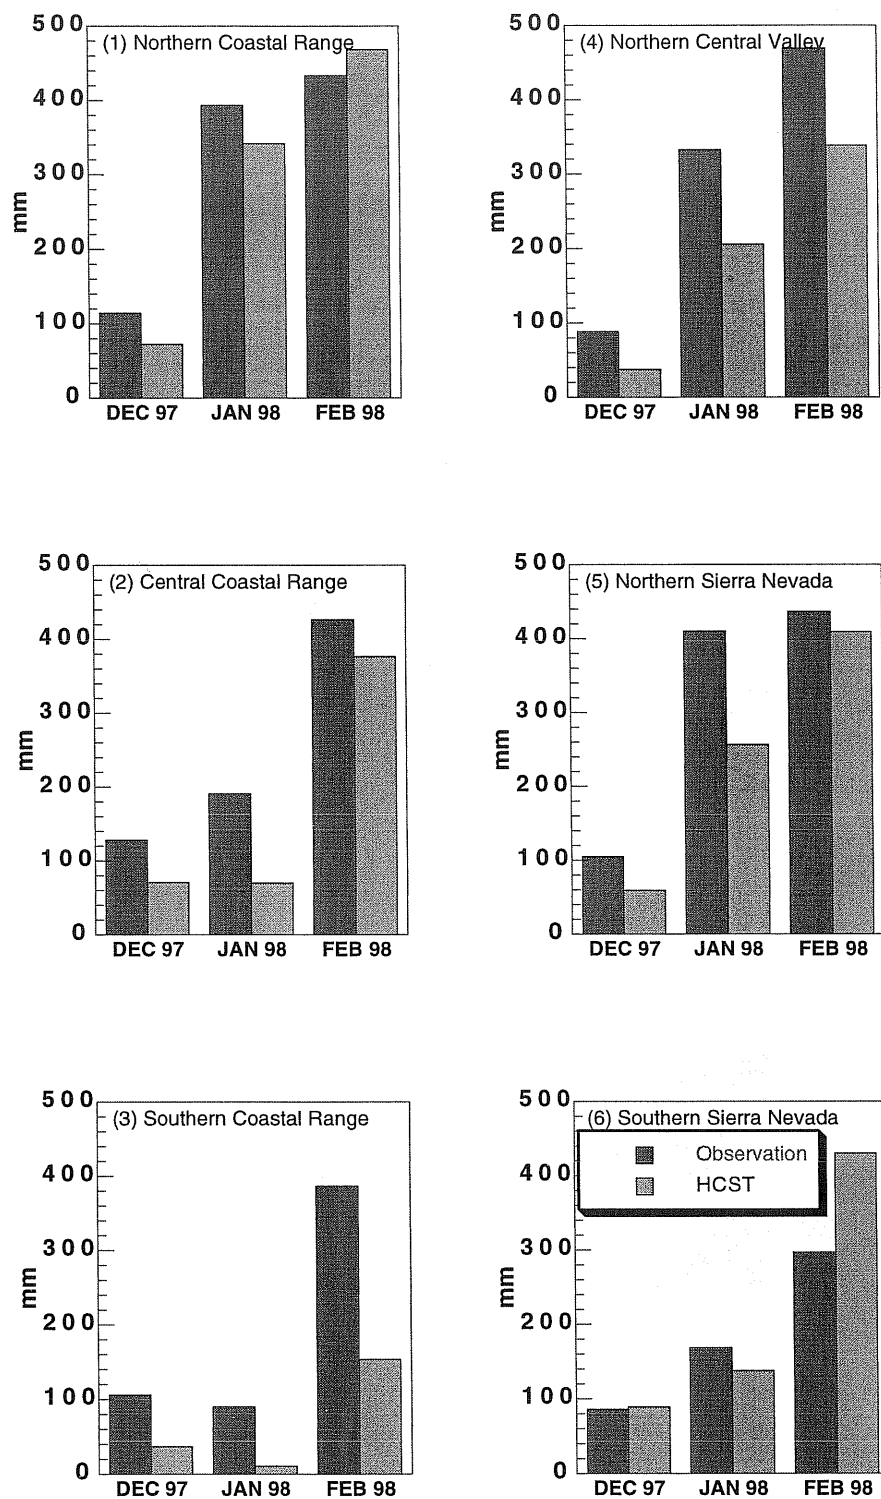 (1) Northern Coastal Range
500
400
300
200
100
0
mm
DEC 97 JAN 98 FEB 98
(4) Northern Central Valley
500
400
300
200
100
0
mm
DEC 97 JAN 98 FEB 98
(2) Central Coastal Range
500
400
300
200
100
0
mm
DEC 97 JAN 98 FEB 98
(5) Northern Sierra Nevada
500
400
300
200
100
0
mm
DEC 97 JAN 98 FEB 98
(3) Southern Coastal Range
500
400
300
200
100
0
mm
DEC 97 JAN 98 FEB 98
(6) Southern Sierra Nevada
Observation
HCST
500
400
300
200
100
0
mm
DEC 97 JAN 98 FEB 98